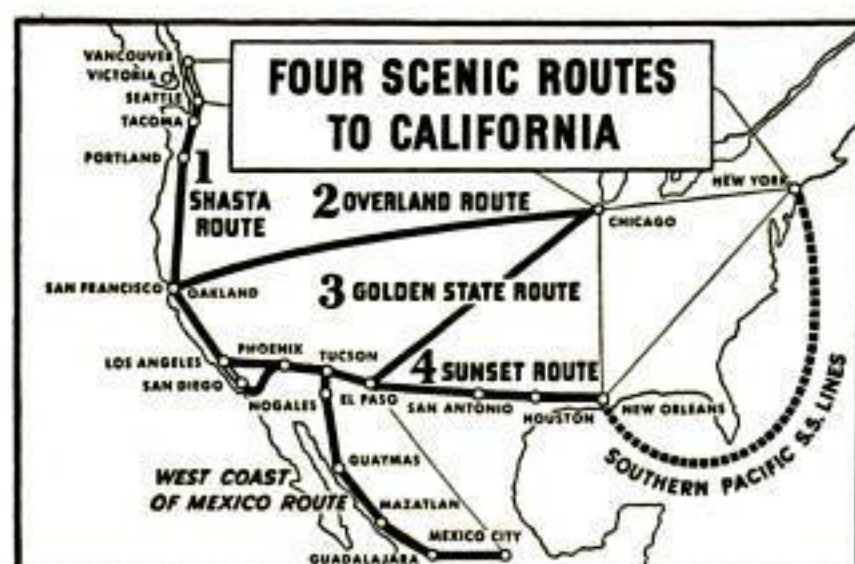 FOUR SCENIC ROUTES
TO CALIFORNIA
VANCOUVER
VICTORIA
SEATTLE
TACOMA
PORTLAND
1
SHASTA
ROUTE
2 OVERLAND ROUTE
NEW YORK
CHICAGO
SAN FRANCISCO
OAKLAND
3 GOLDEN STATE ROUTE
LOS ANGELES
PHOENIX
TUCSON
4 SUNSET ROUTE
SAN DIEGO
NOGALES
EL PASO
SAN ANTONIO
HOUSTON
NEW ORLEANS
SOUTHERN PACIFIC S.S. LINES
GUAYMAS
WEST COAST
OF MEXICO ROUTE
MAZATLAN
MEXICO CITY
GUADALAJARA